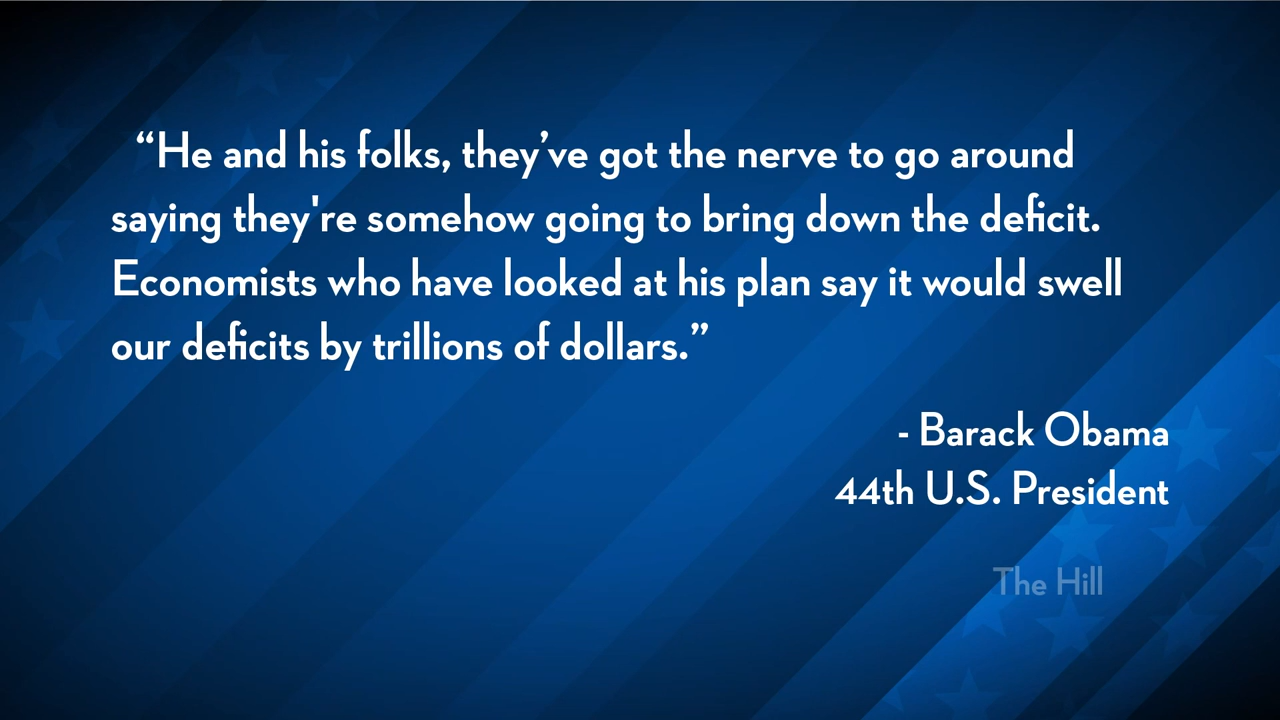 “He and his folks, they’ve got the nerve to go around
saying they're somehow going to bring down the deficit.
Economists who have looked at his plan say it would swell
our deficits by trillions of dollars.”
- Barack Obama
44th U.S. President
The Hill